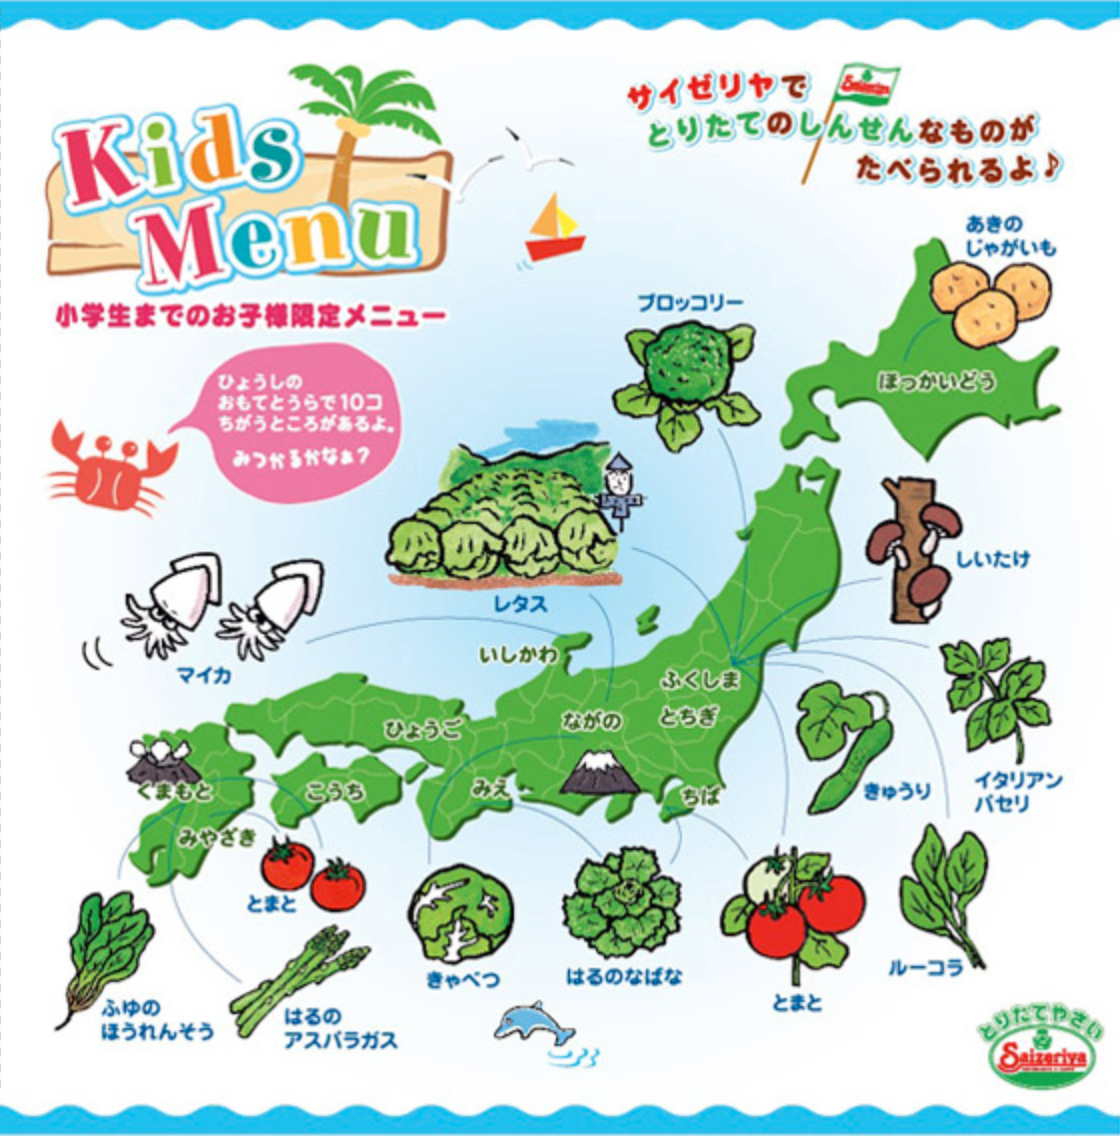 Kids
Menu
小学生までのお子様限定メニュー
サイゼリヤで
Saizeriya
とりたてのしんせんなものが
たべられるよ♪
ひょうしの
おもてとうらで10コ
ちがうところがあるよ。
みつかるかなぁ?
あきの
じゃがいも
ブロッコリー
ほっかいどう
しいたけ
レタス
マイカ
いしかわ
ふくしま
ながの
とちぎ
ひょうご
くまもと
こうち
みえ
ちば
みやざき
きゅうり
イタリアン
パセリ
とまと
きゃべつ
はるのなばな
とまと
ルーコラ
ふゆの
ほうれんそう
はるの
アスパラガス
とりたてやさい
Saizeriya